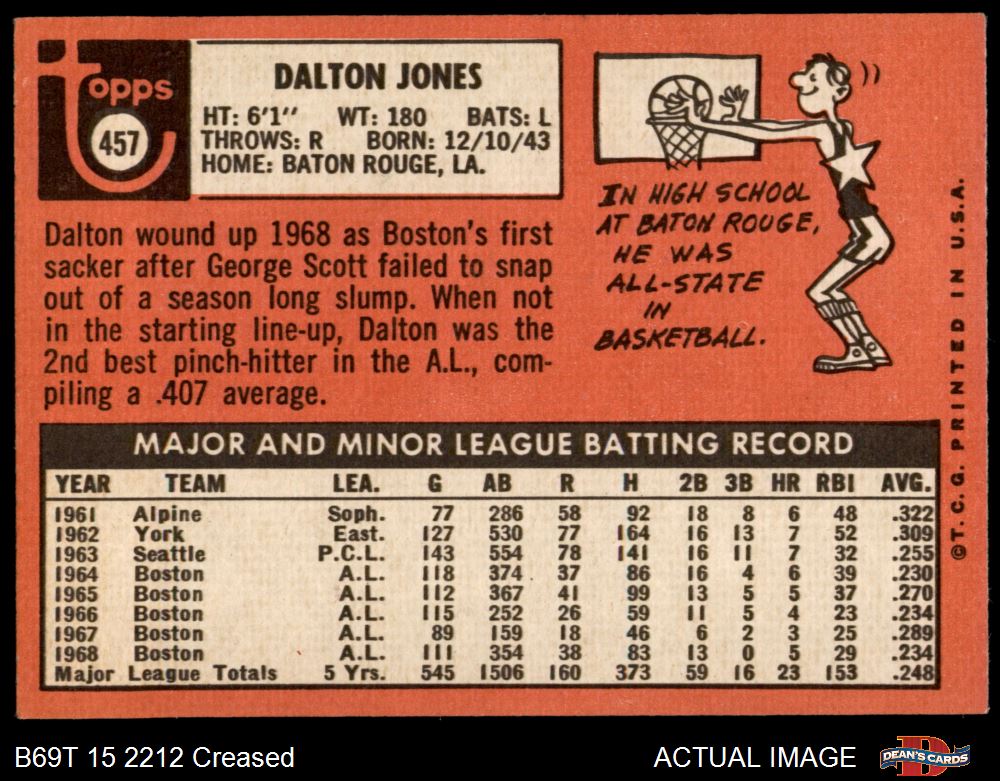 Topps
457
DALTON JONES
HT: 6'1" WT: 180 BATS: L
THROWS: R BORN: 12/10/43
HOME: BATON ROUGE, LA.
Dalton wound up 1968 as Boston's first
sacker after George Scott failed to snap
out of a season long slump. When not
in the starting line-up, Dalton was the
2nd best pinch-hitter in the A.L., com-
piling a .407 average.
IN HIGH SCHOOL
AT BATON ROUGE,
HE WAS
ALL-STATE
IN
BASKETBALL.
©T. C. G. PRINTED IN U.S.A.
MAJOR AND MINOR LEAGUE BATTING RECORD
YEAR TEAM LEA. G AB R H 2B 3B HR RBI AVG.
1961 Alpine Soph. 77 286 58 92 18 8 6 48 .322
1962 York East. 127 530 77 164 16 13 7 52 .309
1963 Seattle P.C.L. 143 554 78 141 16 11 7 32 .255
1964 Boston A.L. 118 374 37 86 16 4 6 39 .230
1965 Boston A.L. 112 367 41 99 13 5 5 37 .270
1966 Boston A.L. 115 252 26 59 11 5 4 23 .234
1967 Boston A.L. 89 159 18 46 6 2 3 25 .289
1968 Boston A.L. 111 354 38 83 13 0 5 29 .234
Major League Totals 5 Yrs. 545 1506 160 373 59 16 23 153 .248
B69T 15 2212 Creased
ACTUAL IMAGE
DEAN'S CARDS